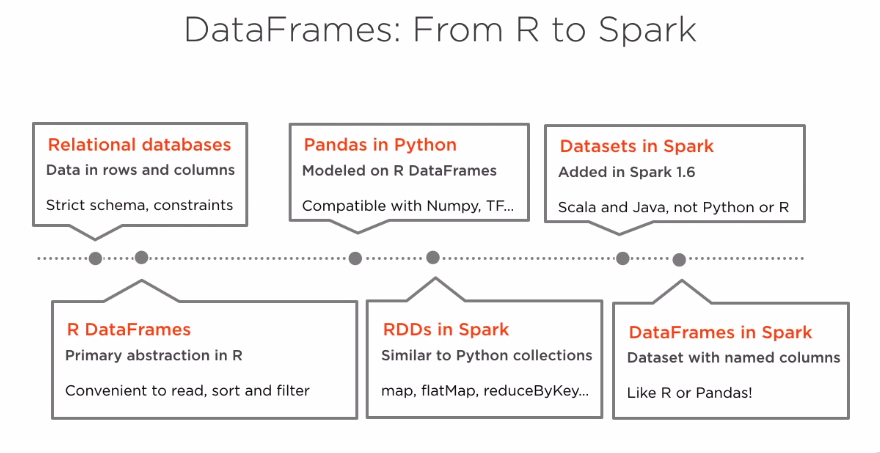 DataFrames: From R to Spark
Relational databases
Data in rows and columns
Strict schema, constraints
Pandas in Python
Modeled on R DataFrames
Compatible with Numpy, TF...
Datasets in Spark
Added in Spark 1.6
Scala and Java, not Python or R
R DataFrames
Primary abstraction in R
Convenient to read, sort and filter
RDDs in Spark
Similar to Python collections
map, flatMap, reduceByKey...
DataFrames in Spark
Dataset with named columns
Like R or Pandas!